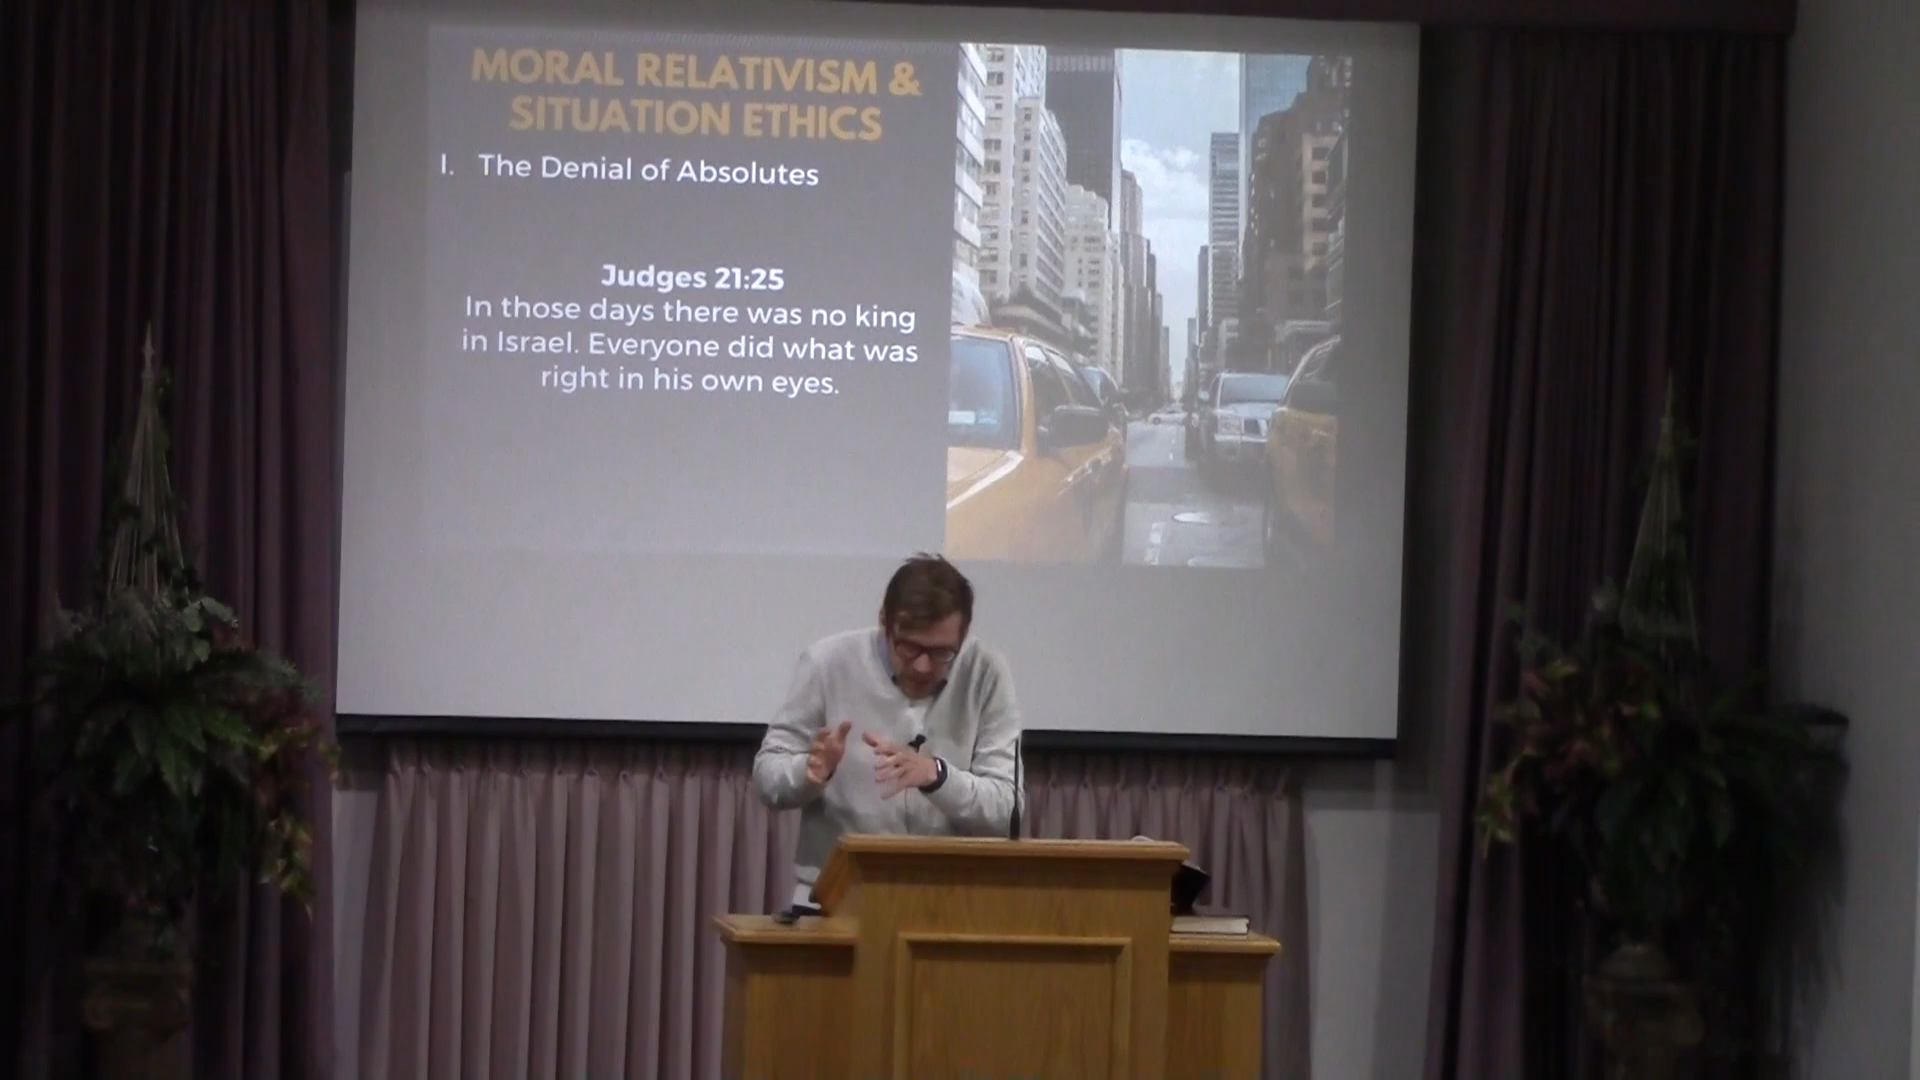 MORAL RELATIVISM &
SITUATION ETHICS
I. The Denial of Absolutes
Judges 21:25
In those days there was no king
in Israel. Everyone did what was
right in his own eyes.